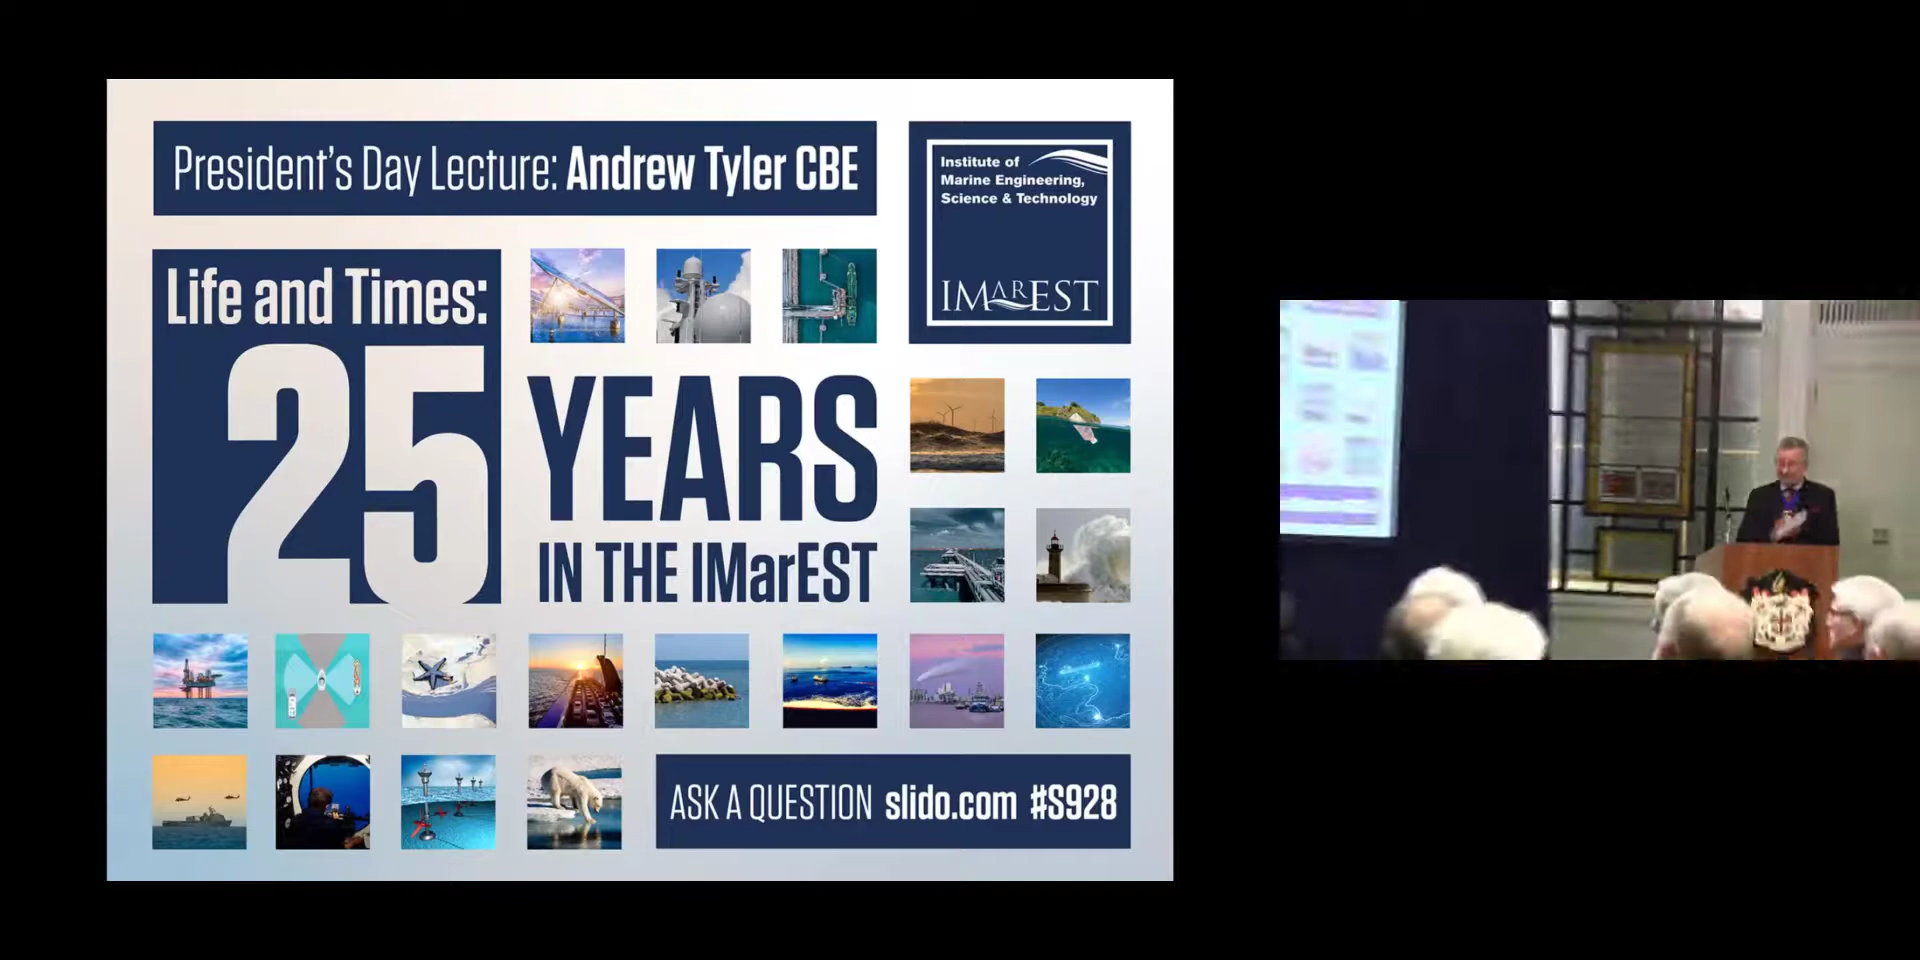 President's Day Lecture: Andrew Tyler CBE
Institute of
Marine Engineering,
Science & Technology
IMarEST
Life and Times:
25
YEARS
IN THE IMarEST
ASK A QUESTION slido.com #S928